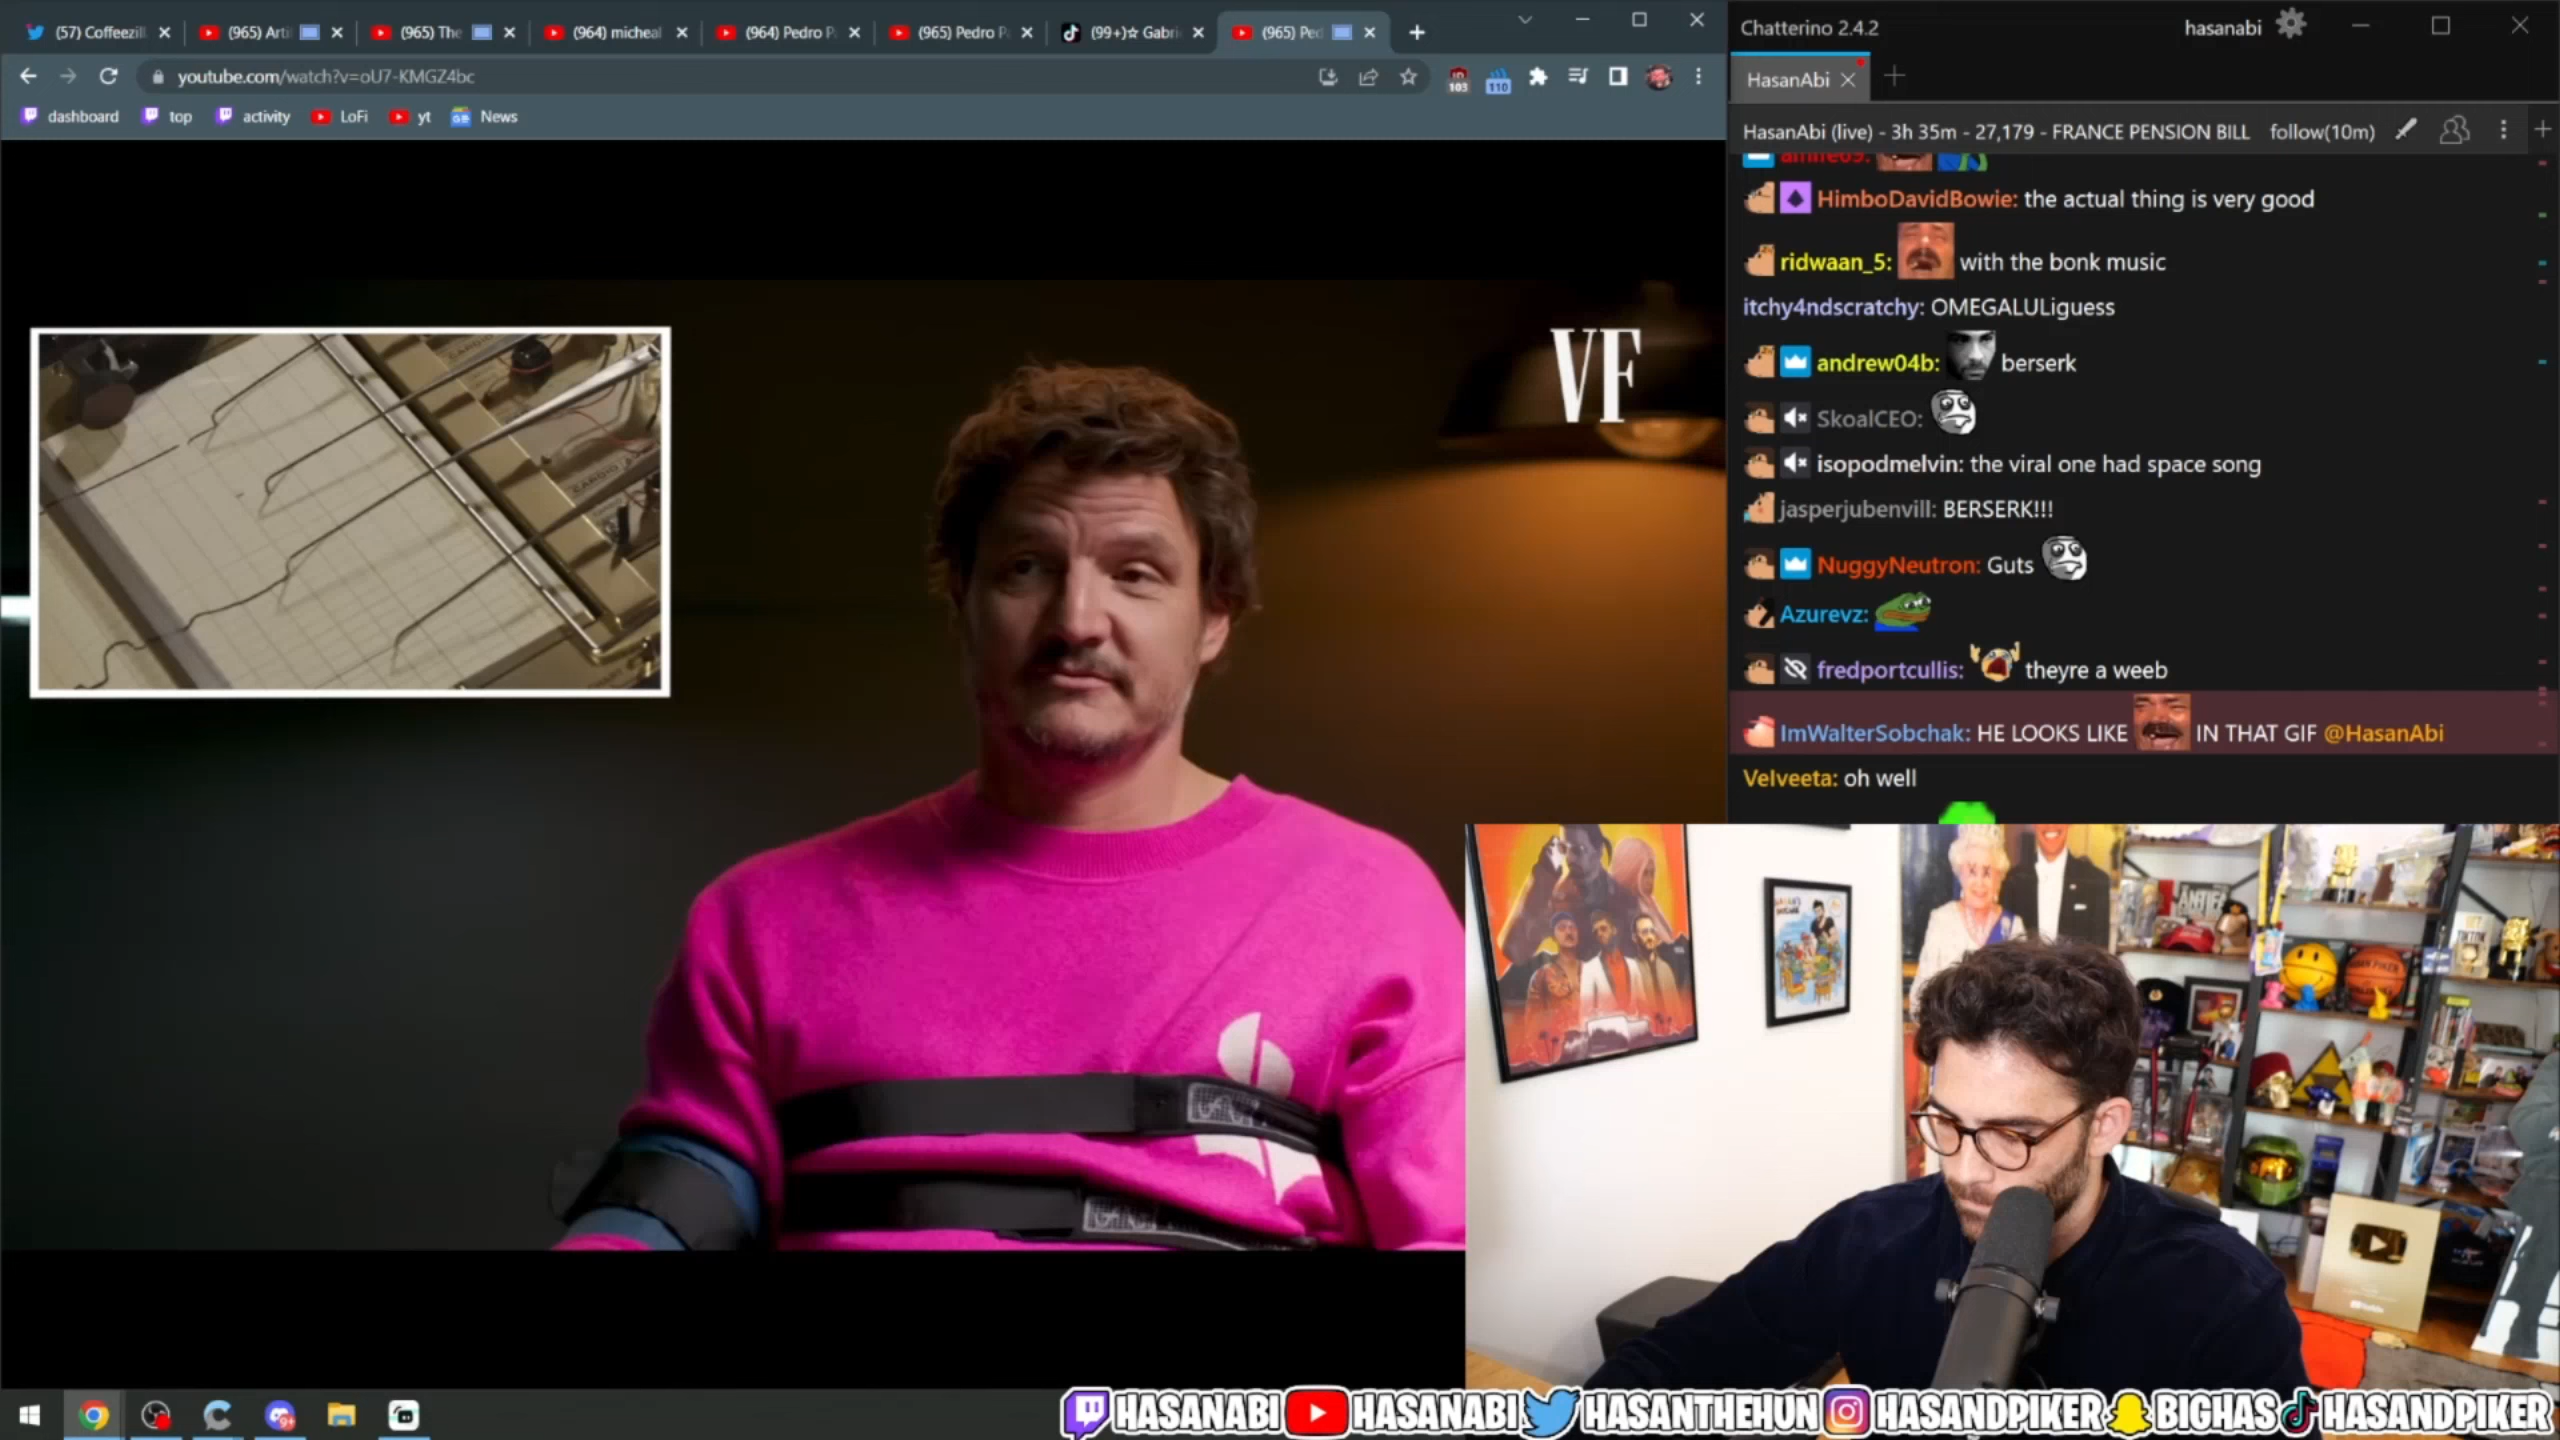 (57) Coffeezill
(965) Arti
(965) The
(964) micheal
(964) Pedro P
(965) Pedro Pa
(99+)☆ Gabri
(965) Ped
youtube.com/watch?v=oU7-KMGZ4bc
103
110
dashboard
top
activity
LoFi
yt
News
VF
Chatterino 2.4.2
hasanabi
HasanAbi
HasanAbi (live) - 3h 35m - 27,179 - FRANCE PENSION BILL follow(10m)
HimboDavidBowie: the actual thing is very good
ridwaan_5: with the bonk music
itchy4ndscratchy: OMEGALULiguess
andrew04b: berserk
SkoalCEO:
isopodmelvin: the viral one had space song
jasperjubenvill: BERSERK!!!
NuggyNeutron: Guts
Azurevz:
fredportcullis: theyre a weeb
ImWalterSobchak: HE LOOKS LIKE IN THAT GIF @HasanAbi
Velveeta: oh well
9+
HASANABI HASANABI HASANTHEHUN HASANDPIKER BIGHAS HASANDPIKER